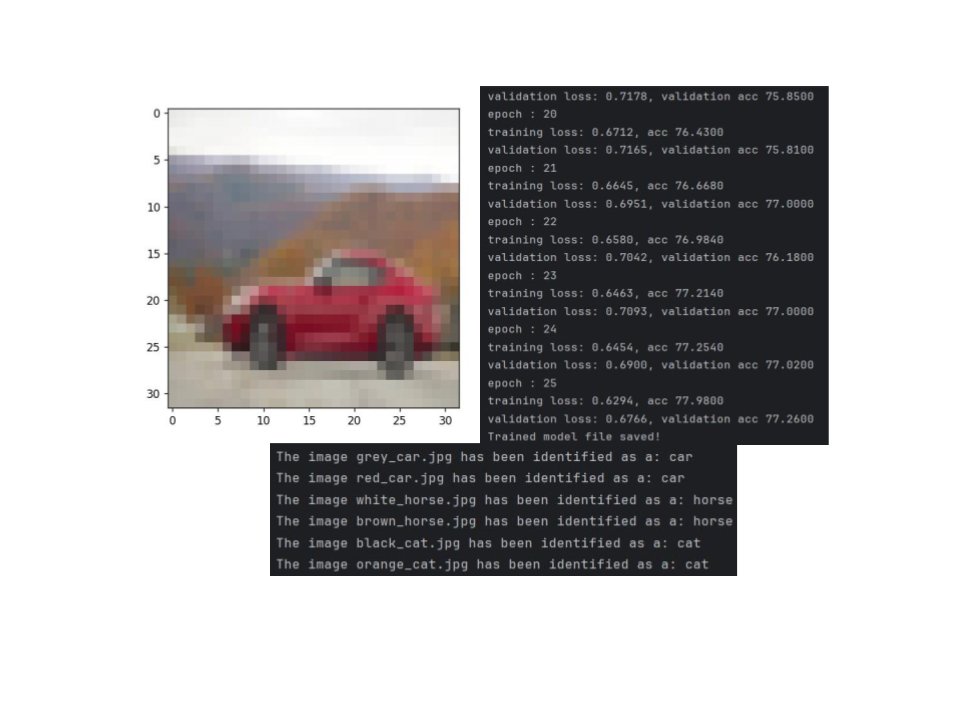 0
5
10
15
20
25
30
0 5 10 15 20 25 30
validation loss: 0.7178, validation acc 75.8500
epoch : 20
training loss: 0.6712, acc 76.4300
validation loss: 0.7165, validation acc 75.8100
epoch : 21
training loss: 0.6645, acc 76.6680
validation loss: 0.6951, validation acc 77.0000
epoch : 22
training loss: 0.6580, acc 76.9840
validation loss: 0.7042, validation acc 76.1800
epoch : 23
training loss: 0.6463, acc 77.2140
validation loss: 0.7093, validation acc 77.0000
epoch : 24
training loss: 0.6454, acc 77.2540
validation loss: 0.6900, validation acc 77.0200
epoch : 25
training loss: 0.6294, acc 77.9800
validation loss: 0.6766, validation acc 77.2600
Trained model file saved!
The image grey_car.jpg has been identified as a: car
The image red_car.jpg has been identified as a: car
The image white_horse.jpg has been identified as a: horse
The image brown_horse.jpg has been identified as a: horse
The image black_cat.jpg has been identified as a: cat
The image orange_cat.jpg has been identified as a: cat